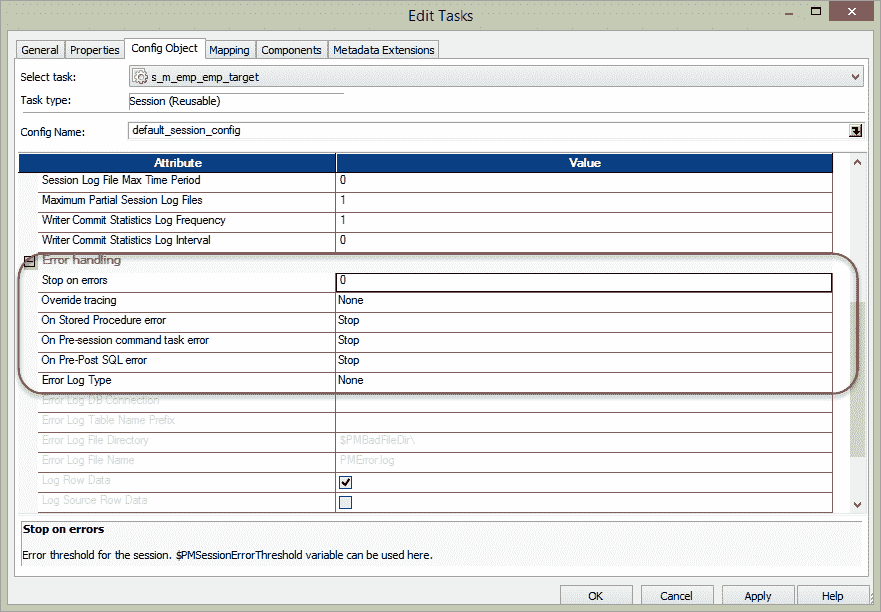 Edit Tasks
General Properties Config Object Mapping Components Metadata Extensions
Select task: s_m_emp_emp_target
Task type: Session (Reusable)
Config Name: default_session_config
Attribute Value
Session Log File Max Time Period 0
Maximum Partial Session Log Files 1
Writer Commit Statistics Log Frequency 1
Writer Commit Statistics Log Interval 0
Error handling
Stop on errors 0
Override tracing None
On Stored Procedure error Stop
On Pre-session command task error Stop
On Pre-Post SQL error Stop
Error Log Type None
Error Log DB Connection
Error Log Table Name Prefix
Error Log File Directory $PMBadFileDir\
Error Log File Name PMError.log
Log Row Data
Log Source Row Data
Stop on errors
Error threshold for the session. $PMSessionErrorThreshold variable can be used here.
OK Cancel Apply Help